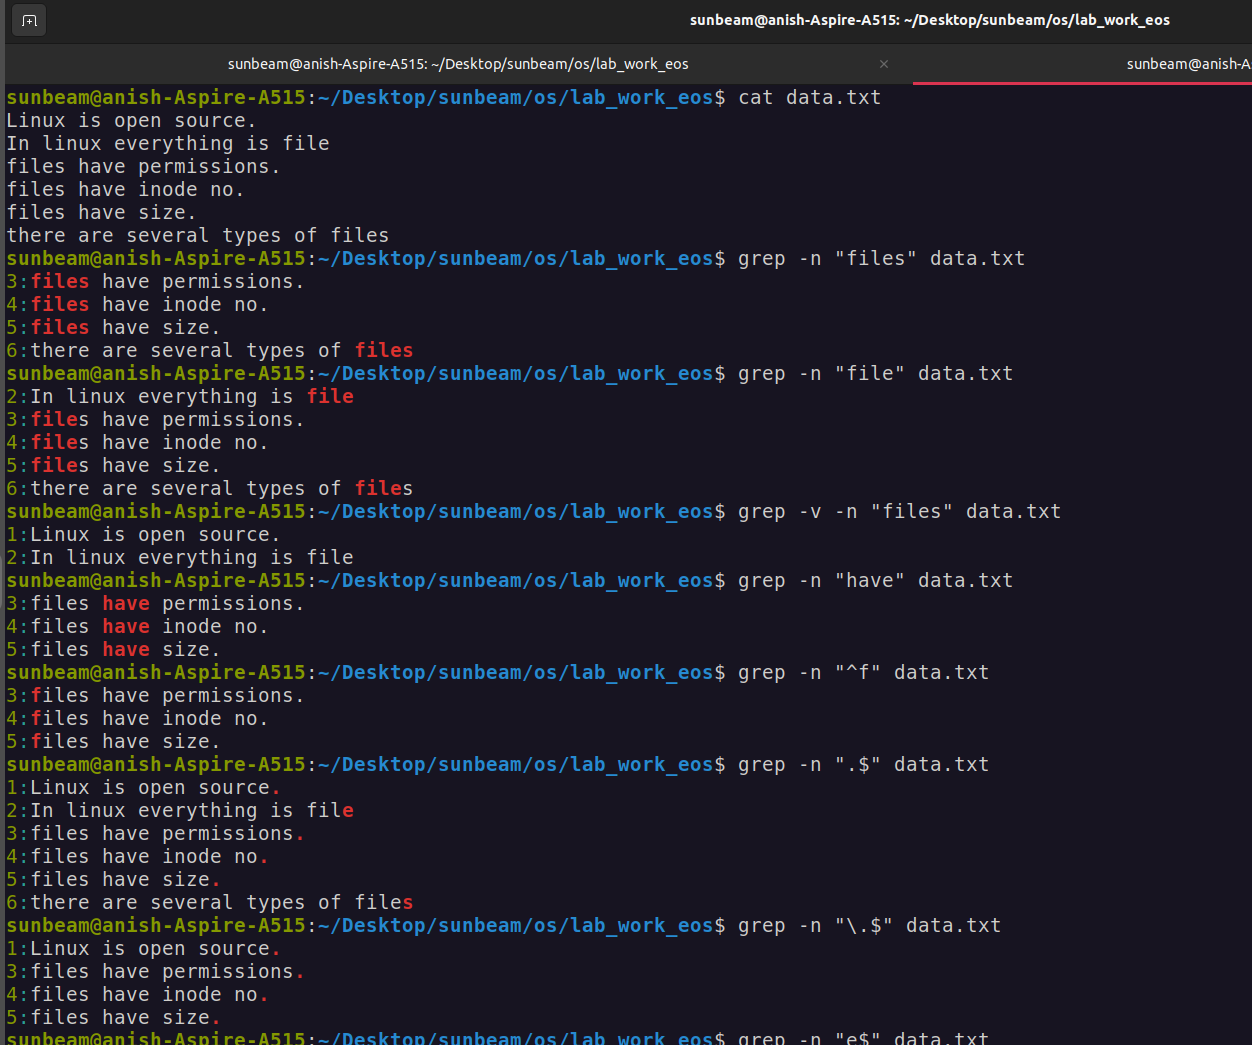 sunbeam@anish-Aspire-A515: ~/Desktop/sunbeam/os/lab_work_eos
sunbeam@anish-Aspire-A515: ~/Desktop/sunbeam/os/lab_work_eos × sunbeam@anish-A
sunbeam@anish-Aspire-A515:~/Desktop/sunbeam/os/lab_work_eos$ cat data.txt
Linux is open source.
In linux everything is file
files have permissions.
files have inode no.
files have size.
there are several types of files
sunbeam@anish-Aspire-A515:~/Desktop/sunbeam/os/lab_work_eos$ grep -n "files" data.txt
3:files have permissions.
4:files have inode no.
5:files have size.
6:there are several types of files
sunbeam@anish-Aspire-A515:~/Desktop/sunbeam/os/lab_work_eos$ grep -n "file" data.txt
2:In linux everything is file
3:files have permissions.
4:files have inode no.
5:files have size.
6:there are several types of files
sunbeam@anish-Aspire-A515:~/Desktop/sunbeam/os/lab_work_eos$ grep -v -n "files" data.txt
1:Linux is open source.
2:In linux everything is file
sunbeam@anish-Aspire-A515:~/Desktop/sunbeam/os/lab_work_eos$ grep -n "have" data.txt
3:files have permissions.
4:files have inode no.
5:files have size.
sunbeam@anish-Aspire-A515:~/Desktop/sunbeam/os/lab_work_eos$ grep -n "^f" data.txt
3:files have permissions.
4:files have inode no.
5:files have size.
sunbeam@anish-Aspire-A515:~/Desktop/sunbeam/os/lab_work_eos$ grep -n ".$" data.txt
1:Linux is open source.
2:In linux everything is file
3:files have permissions.
4:files have inode no.
5:files have size.
6:there are several types of files
sunbeam@anish-Aspire-A515:~/Desktop/sunbeam/os/lab_work_eos$ grep -n "\.$" data.txt
1:Linux is open source.
3:files have permissions.
4:files have inode no.
5:files have size.
sunbeam@anish-Aspire-A515:~/Desktop/sunbeam/os/lab_work_eos$ grep -n "e$" data.txt